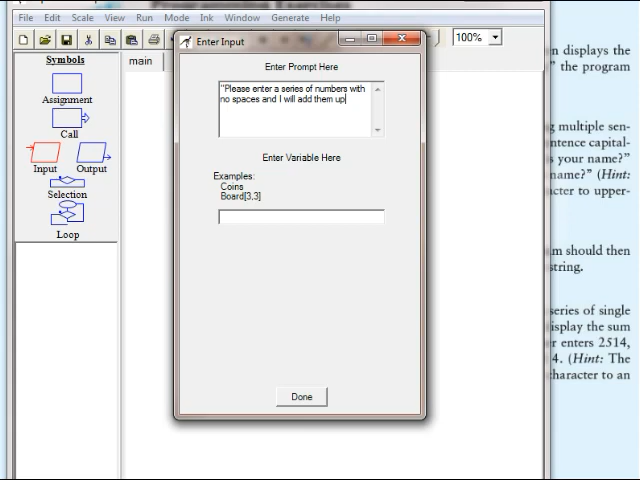 Programming Exercises
File Edit Scale View Run Mode Ink Window Generate Help
Enter Input
100%
Symbols
main
Assignment
Call
Input Output
Selection
Loop
Enter Prompt Here
"Please enter a series of numbers with
no spaces and I will add them up
Enter Variable Here
Examples:
Coins
Board[3,3]
Done
n displays the
" the program
g multiple sen-
ntence capital-
s your name?"
name?" (Hint:
acter to upper-
m should then
string.
series of single
isplay the sum
er enters 2514,
4. (Hint: The
character to an